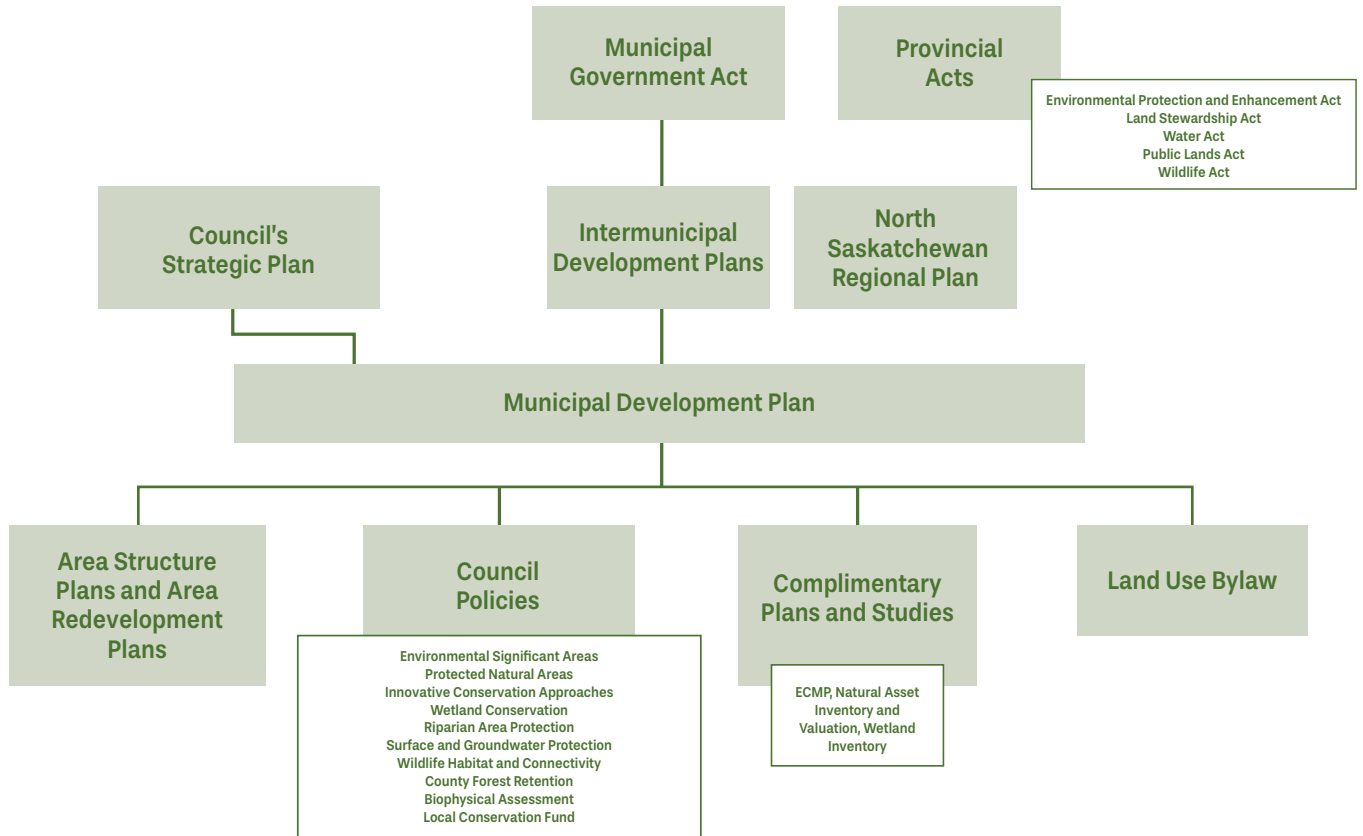 Municipal
Government Act
Provincial
Acts
Environmental Protection and Enhancement Act
Land Stewardship Act
Water Act
Public Lands Act
Wildlife Act
Council's
Strategic Plan
Intermunicipal
Development Plans
North
Saskatchewan
Regional Plan
Municipal Development Plan
Area Structure
Plans and Area
Redevelopment
Plans
Council
Policies
Environmental Significant Areas
Protected Natural Areas
Innovative Conservation Approaches
Wetland Conservation
Riparian Area Protection
Surface and Groundwater Protection
Wildlife Habitat and Connectivity
County Forest Retention
Biophysical Assessment
Local Conservation Fund
Complimentary
Plans and Studies
ECMP, Natural Asset
Inventory and
Valuation, Wetland
Inventory
Land Use Bylaw